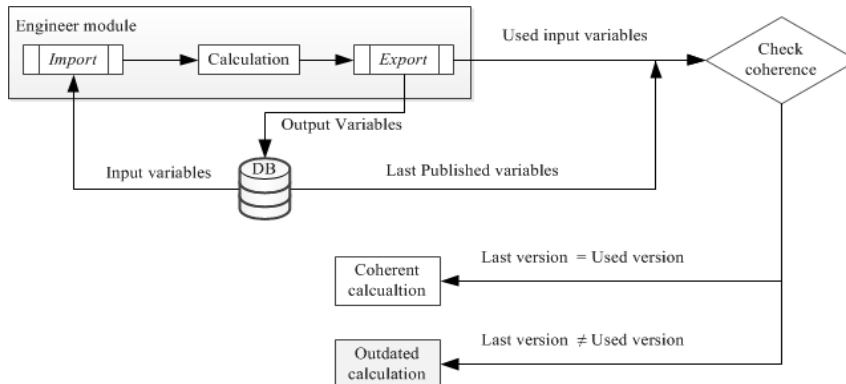 Engineer module
Import
Calculation
Export
Used input variables
Check
coherence
Output Variables
Input variables
DB
Last Published variables
Last version = Used version
Coherent
calcualtion
Last version ≠ Used version
Outdated
calculation